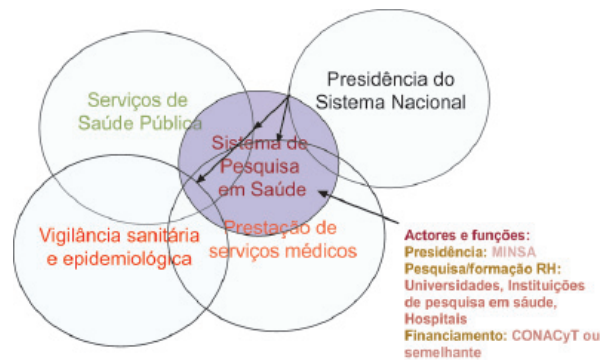 Serviços de
Saúde Pública
Presidência do
Sistema Nacional
Sistema de
Pesquisa
em Saúde
Vigilância sanitária
e epidemiológica
Prestação de
serviços médicos
Actores e funções:
Presidência: MINSA
Pesquisa/formação RH:
Universidades, Instituições
de pesquisa em sáude,
Hospitais
Financiamento: CONACyT ou
semelhante